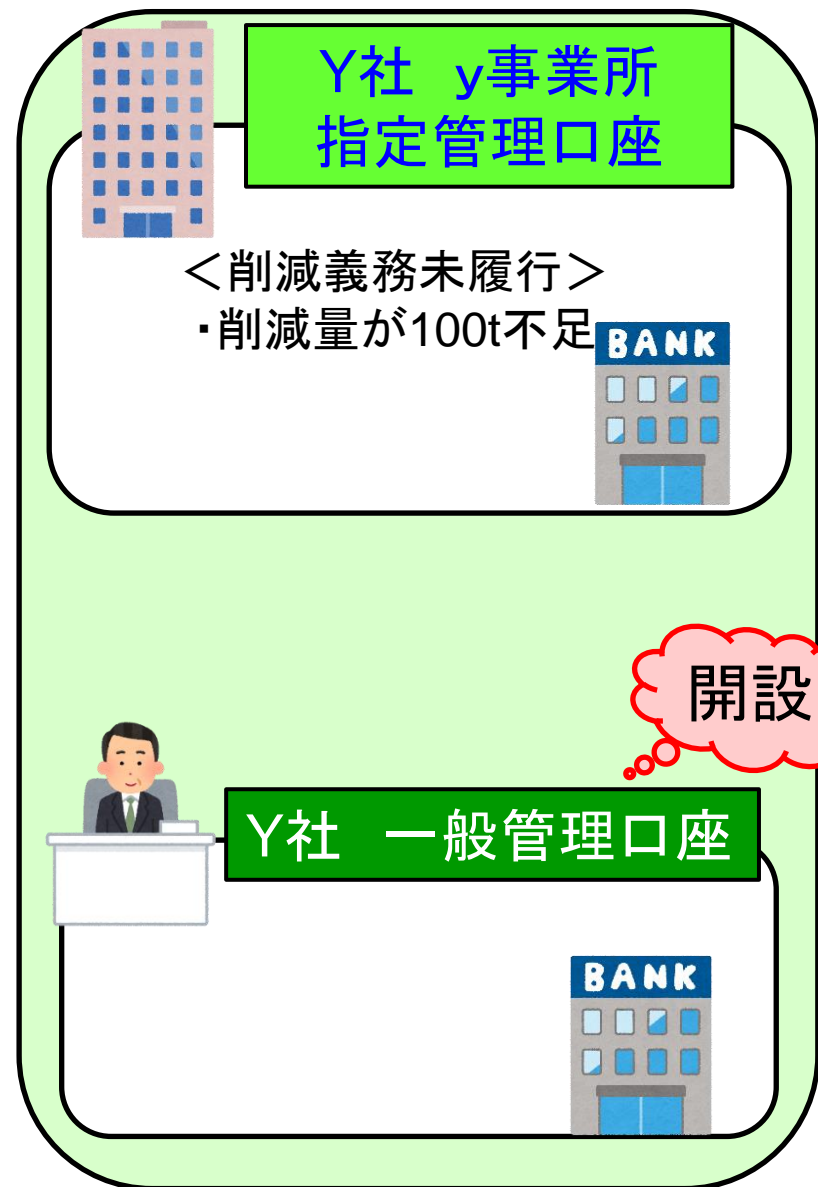 Y社　y事業所
指定管理口座
＜削減義務未履行＞
・削減量が100t不足
BANK
開設
Y社　一般管理口座
BANK